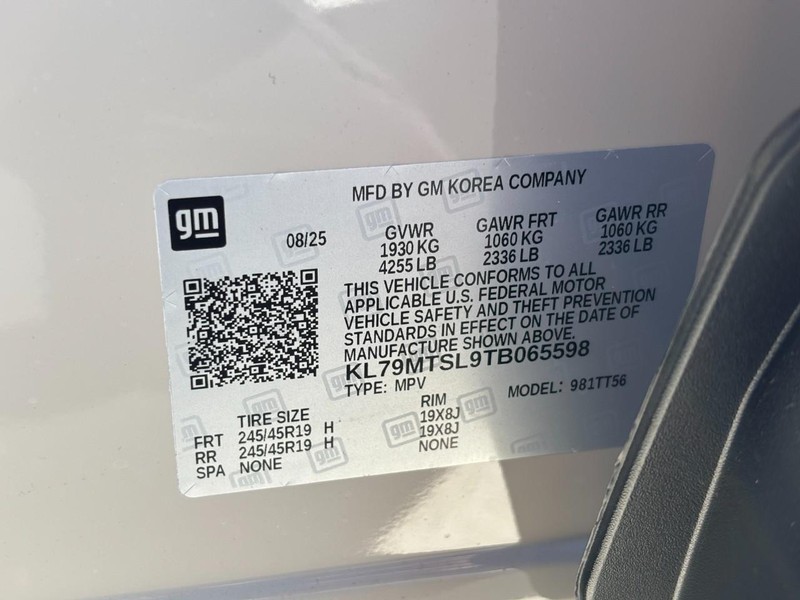 gm
MFD BY GM KOREA COMPANY
08/25
GVWR
1930 KG
4255 LB
GAWR FRT
1060 KG
2336 LB
GAWR RR
1060 KG
2336 LB
THIS VEHICLE CONFORMS TO ALL
APPLICABLE U.S. FEDERAL MOTOR
VEHICLE SAFETY AND THEFT PREVENTION
STANDARDS IN EFFECT ON THE DATE OF
MANUFACTURE SHOWN ABOVE.
KL79MTSL9TB065598
TYPE: MPV
MODEL: 981TT56
TIRE SIZE RIM
FRT 245/45R19 H 19X8J
RR 245/45R19 H 19X8J
SPA NONE NONE